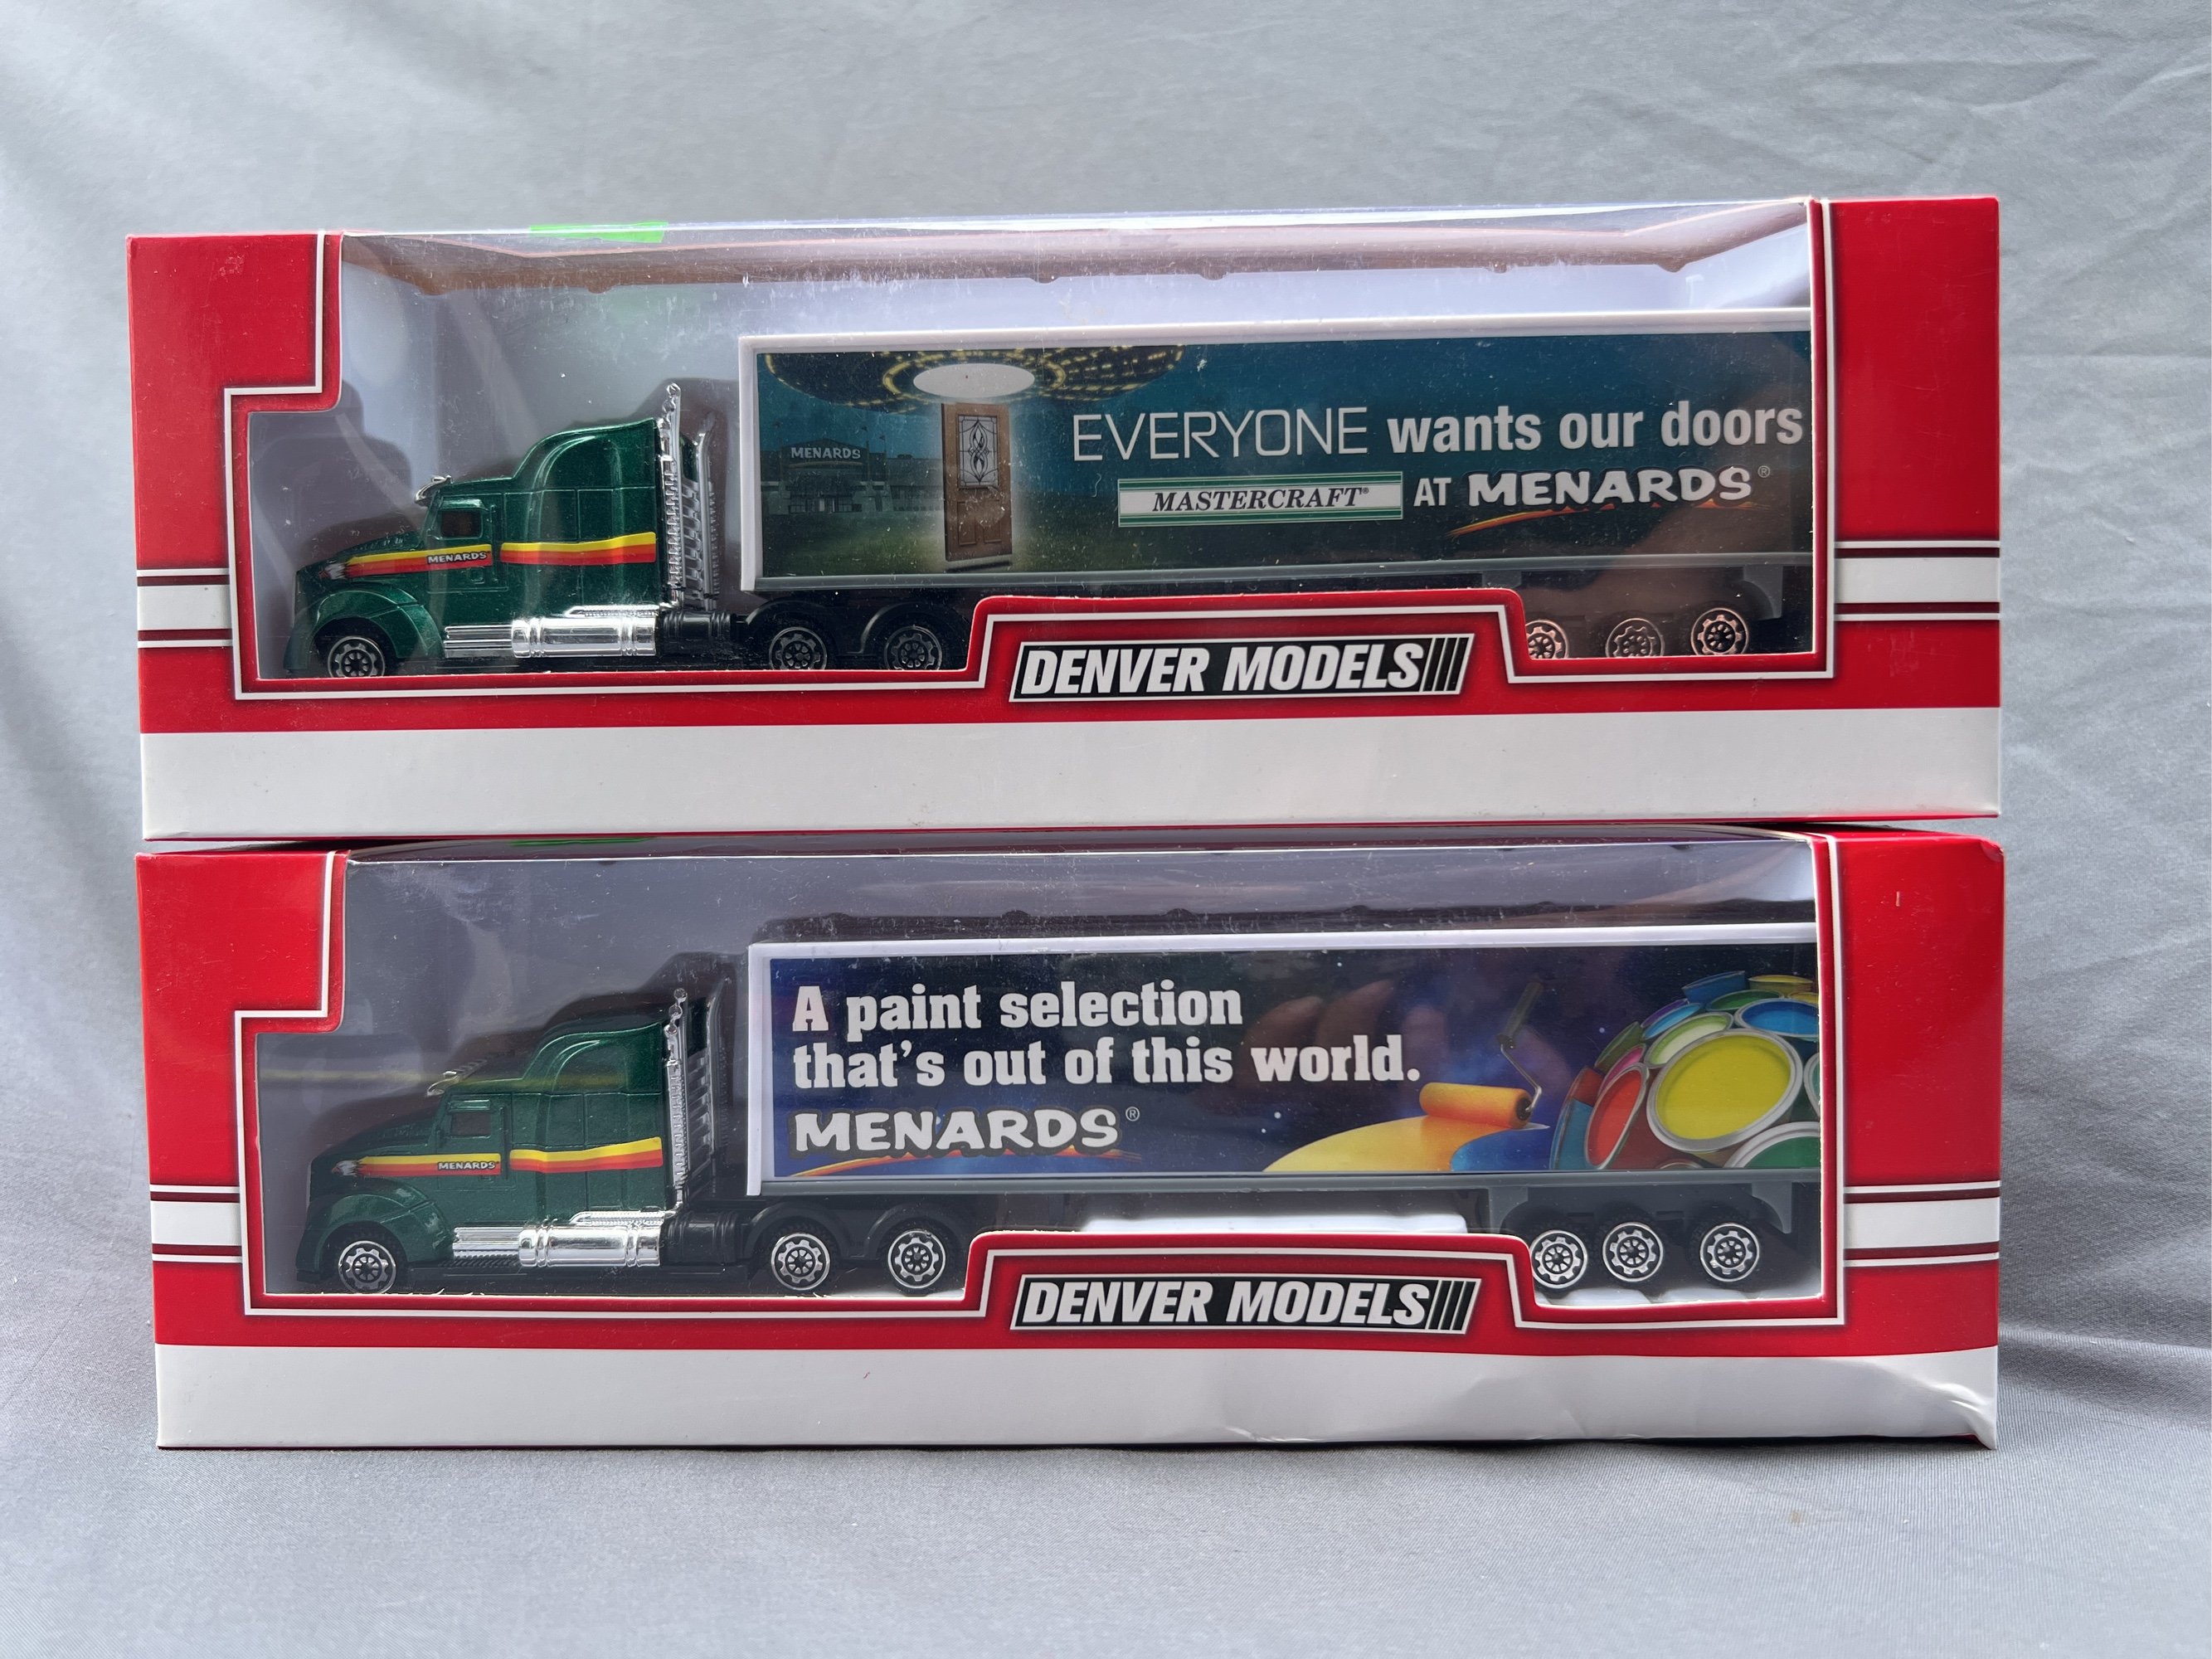 MENARDS
EVERYONE wants our doors
MASTERCRAFT® AT MENARDS®
MENARDS
DENVER MODELS
A paint selection
that's out of this world.
MENARDS®
MENARDS
DENVER MODELS